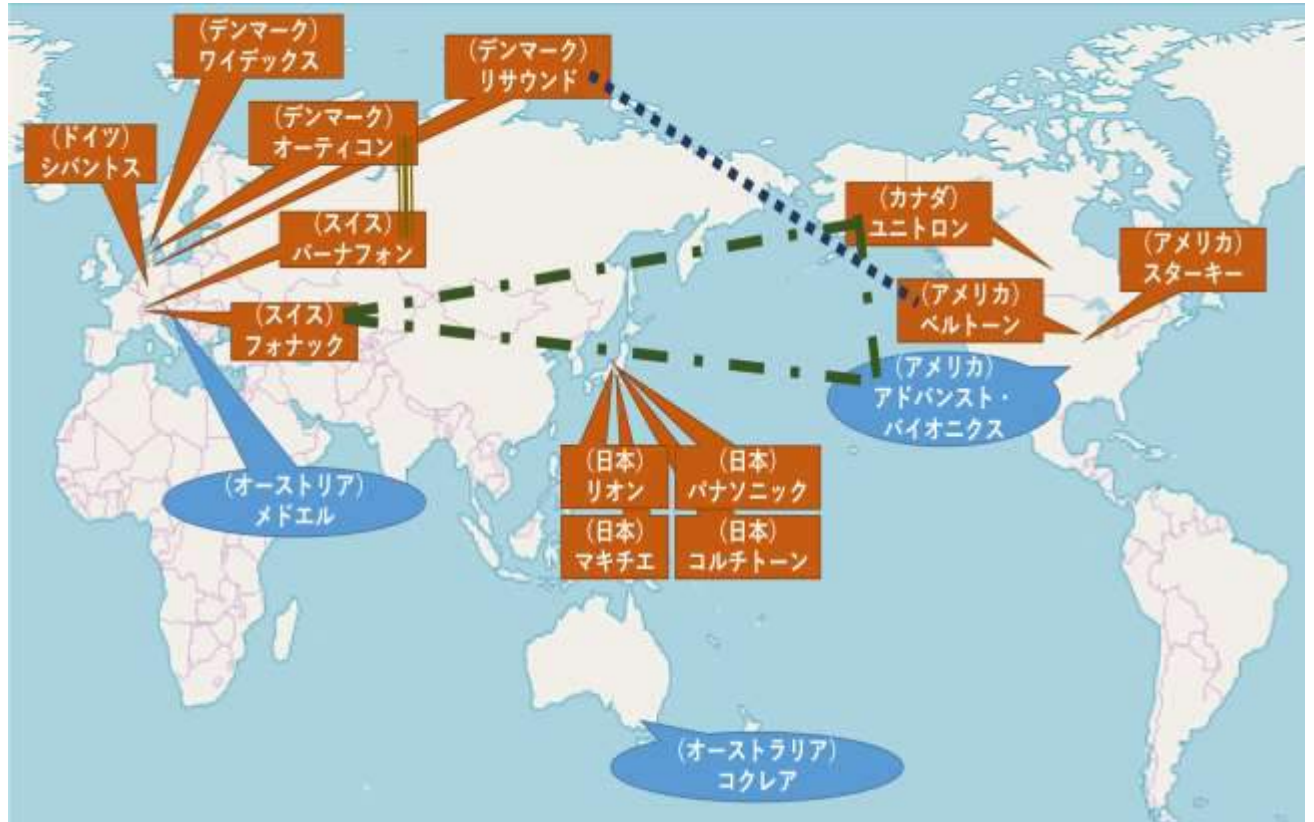 (デンマーク)
ワイデックス
(デンマーク)
リサウンド
(デンマーク)
オーティコン
(ドイツ)
シバントス
(スイス)
バーナフォン
(スイス)
フォナック
(カナダ)
ユニトロン
(アメリカ)
スターキー
(アメリカ)
ベルトーン
(アメリカ)
アドバンスト・
バイオニクス
(オーストリア)
メドエル
(日本)
リオン
(日本)
パナソニック
(日本)
マキチエ
(日本)
コルチトーン
(オーストラリア)
コクレア